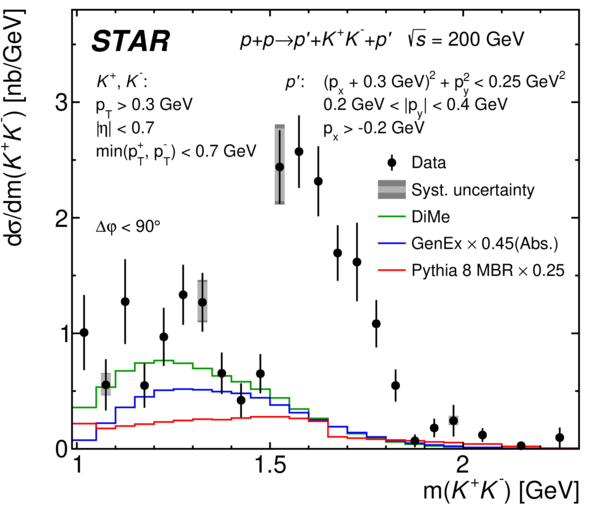 STAR
p+p→p'+K⁺K⁻+p' √s = 200 GeV
K⁺, K⁻:
p_T > 0.3 GeV
|η| < 0.7
min(p_T⁺, p_T⁻) < 0.7 GeV
p': (p_x + 0.3 GeV)² + p_y² < 0.25 GeV²
0.2 GeV < |p_y| < 0.4 GeV
p_x > -0.2 GeV
Δφ < 90°
Data
Syst. uncertainty
DiMe
GenEx × 0.45(Abs.)
Pythia 8 MBR × 0.25
dσ/dm(K⁺K⁻) [nb/GeV]
3
2
1
0
1
1.5
2
m(K⁺K⁻) [GeV]